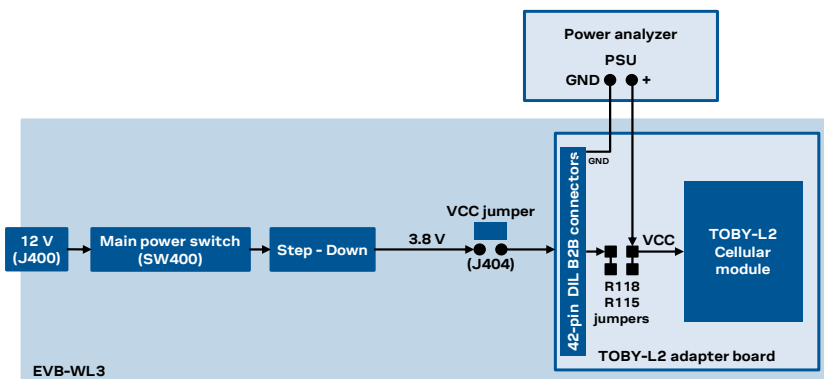 Power analyzer
PSU
GND
+
GND
42-pin DIL B2B connectors
VCC jumper
12 V
(J400)
Main power switch
(SW400)
Step - Down
3.8 V
(J404)
VCC
TOBY-L2
Cellular
module
R118
R115
jumpers
TOBY-L2 adapter board
EVB-WL3